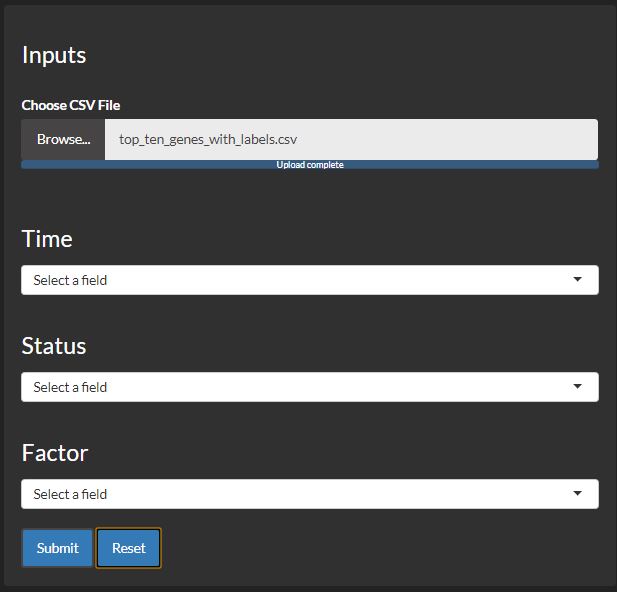 Inputs
Choose CSV File
Browse... top_ten_genes_with_labels.csv
Upload complete
Time
Select a field
Status
Select a field
Factor
Select a field
Submit Reset